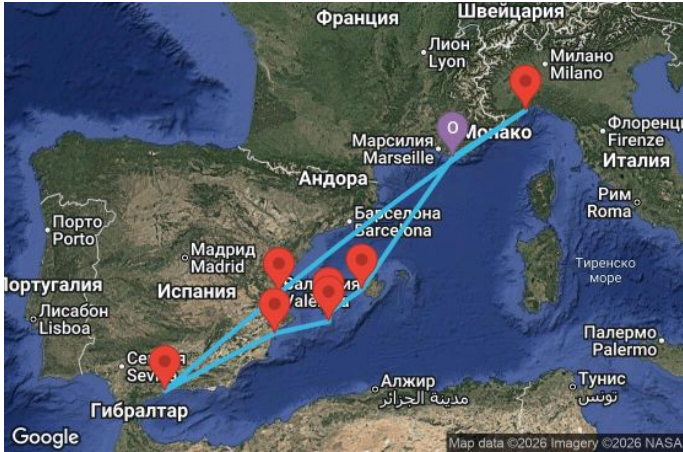 Франция
Швейцария
Лион
Lyon
Милано
Milano
О
Монако
Марсилия
Marseille
Флоренц
Firenze
Италия
Андора
Рим
Roma
Барселона
Barcelona
Порто
Porto
Мадрид
Madrid
Тиренско
море
Португалия
Испания
Лисабон
Lisboa
Палермо
Palermo
Гибралтар
Алжир
مدينة الجزائر
Тунис
تونس
Google
Map data ©2026 Imagery ©2026 NASA